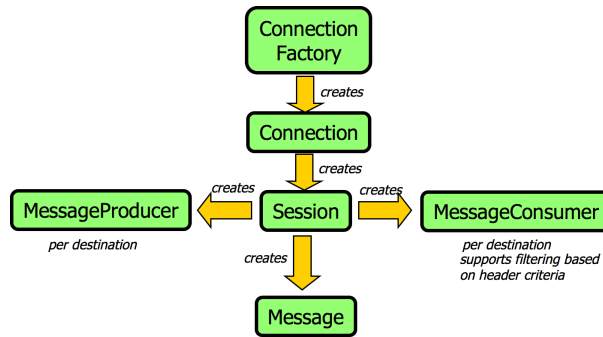 Connection
Factory
creates
Connection
creates
creates
creates
MessageProducer
Session
MessageConsumer
per destination
per destination
supports filtering based
on header criteria
creates
Message